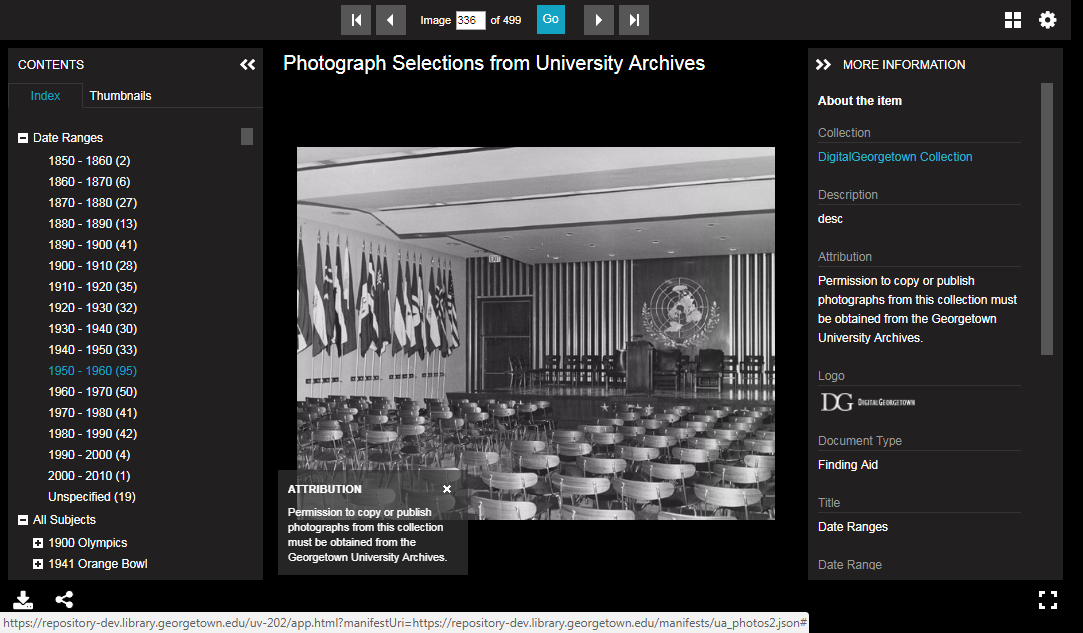 Image 336 of 499 Go
CONTENTS
Index Thumbnails
Date Ranges
1850 - 1860 (2)
1860 - 1870 (6)
1870 - 1880 (27)
1880 - 1890 (13)
1890 - 1900 (41)
1900 - 1910 (28)
1910 - 1920 (35)
1920 - 1930 (32)
1930 - 1940 (30)
1940 - 1950 (33)
1950 - 1960 (95)
1960 - 1970 (50)
1970 - 1980 (41)
1980 - 1990 (42)
1990 - 2000 (4)
2000 - 2010 (1)
Unspecified (19)
All Subjects
1900 Olympics
1941 Orange Bowl
Photograph Selections from University Archives
EXIT
ATTRIBUTION
Permission to copy or publish
photographs from this collection
must be obtained from the
Georgetown University Archives.
MORE INFORMATION
About the item
Collection
DigitalGeorgetown Collection
Description
desc
Attribution
Permission to copy or publish
photographs from this collection must
be obtained from the Georgetown
University Archives.
Logo
DG DIGITALGEORGETOWN
Document Type
Finding Aid
Title
Date Ranges
Date Range
https://repository-dev.library.georgetown.edu/uv-202/app.html?manifestUri=https://repository-dev.library.georgetown.edu/manifests/ua_photos2.json#